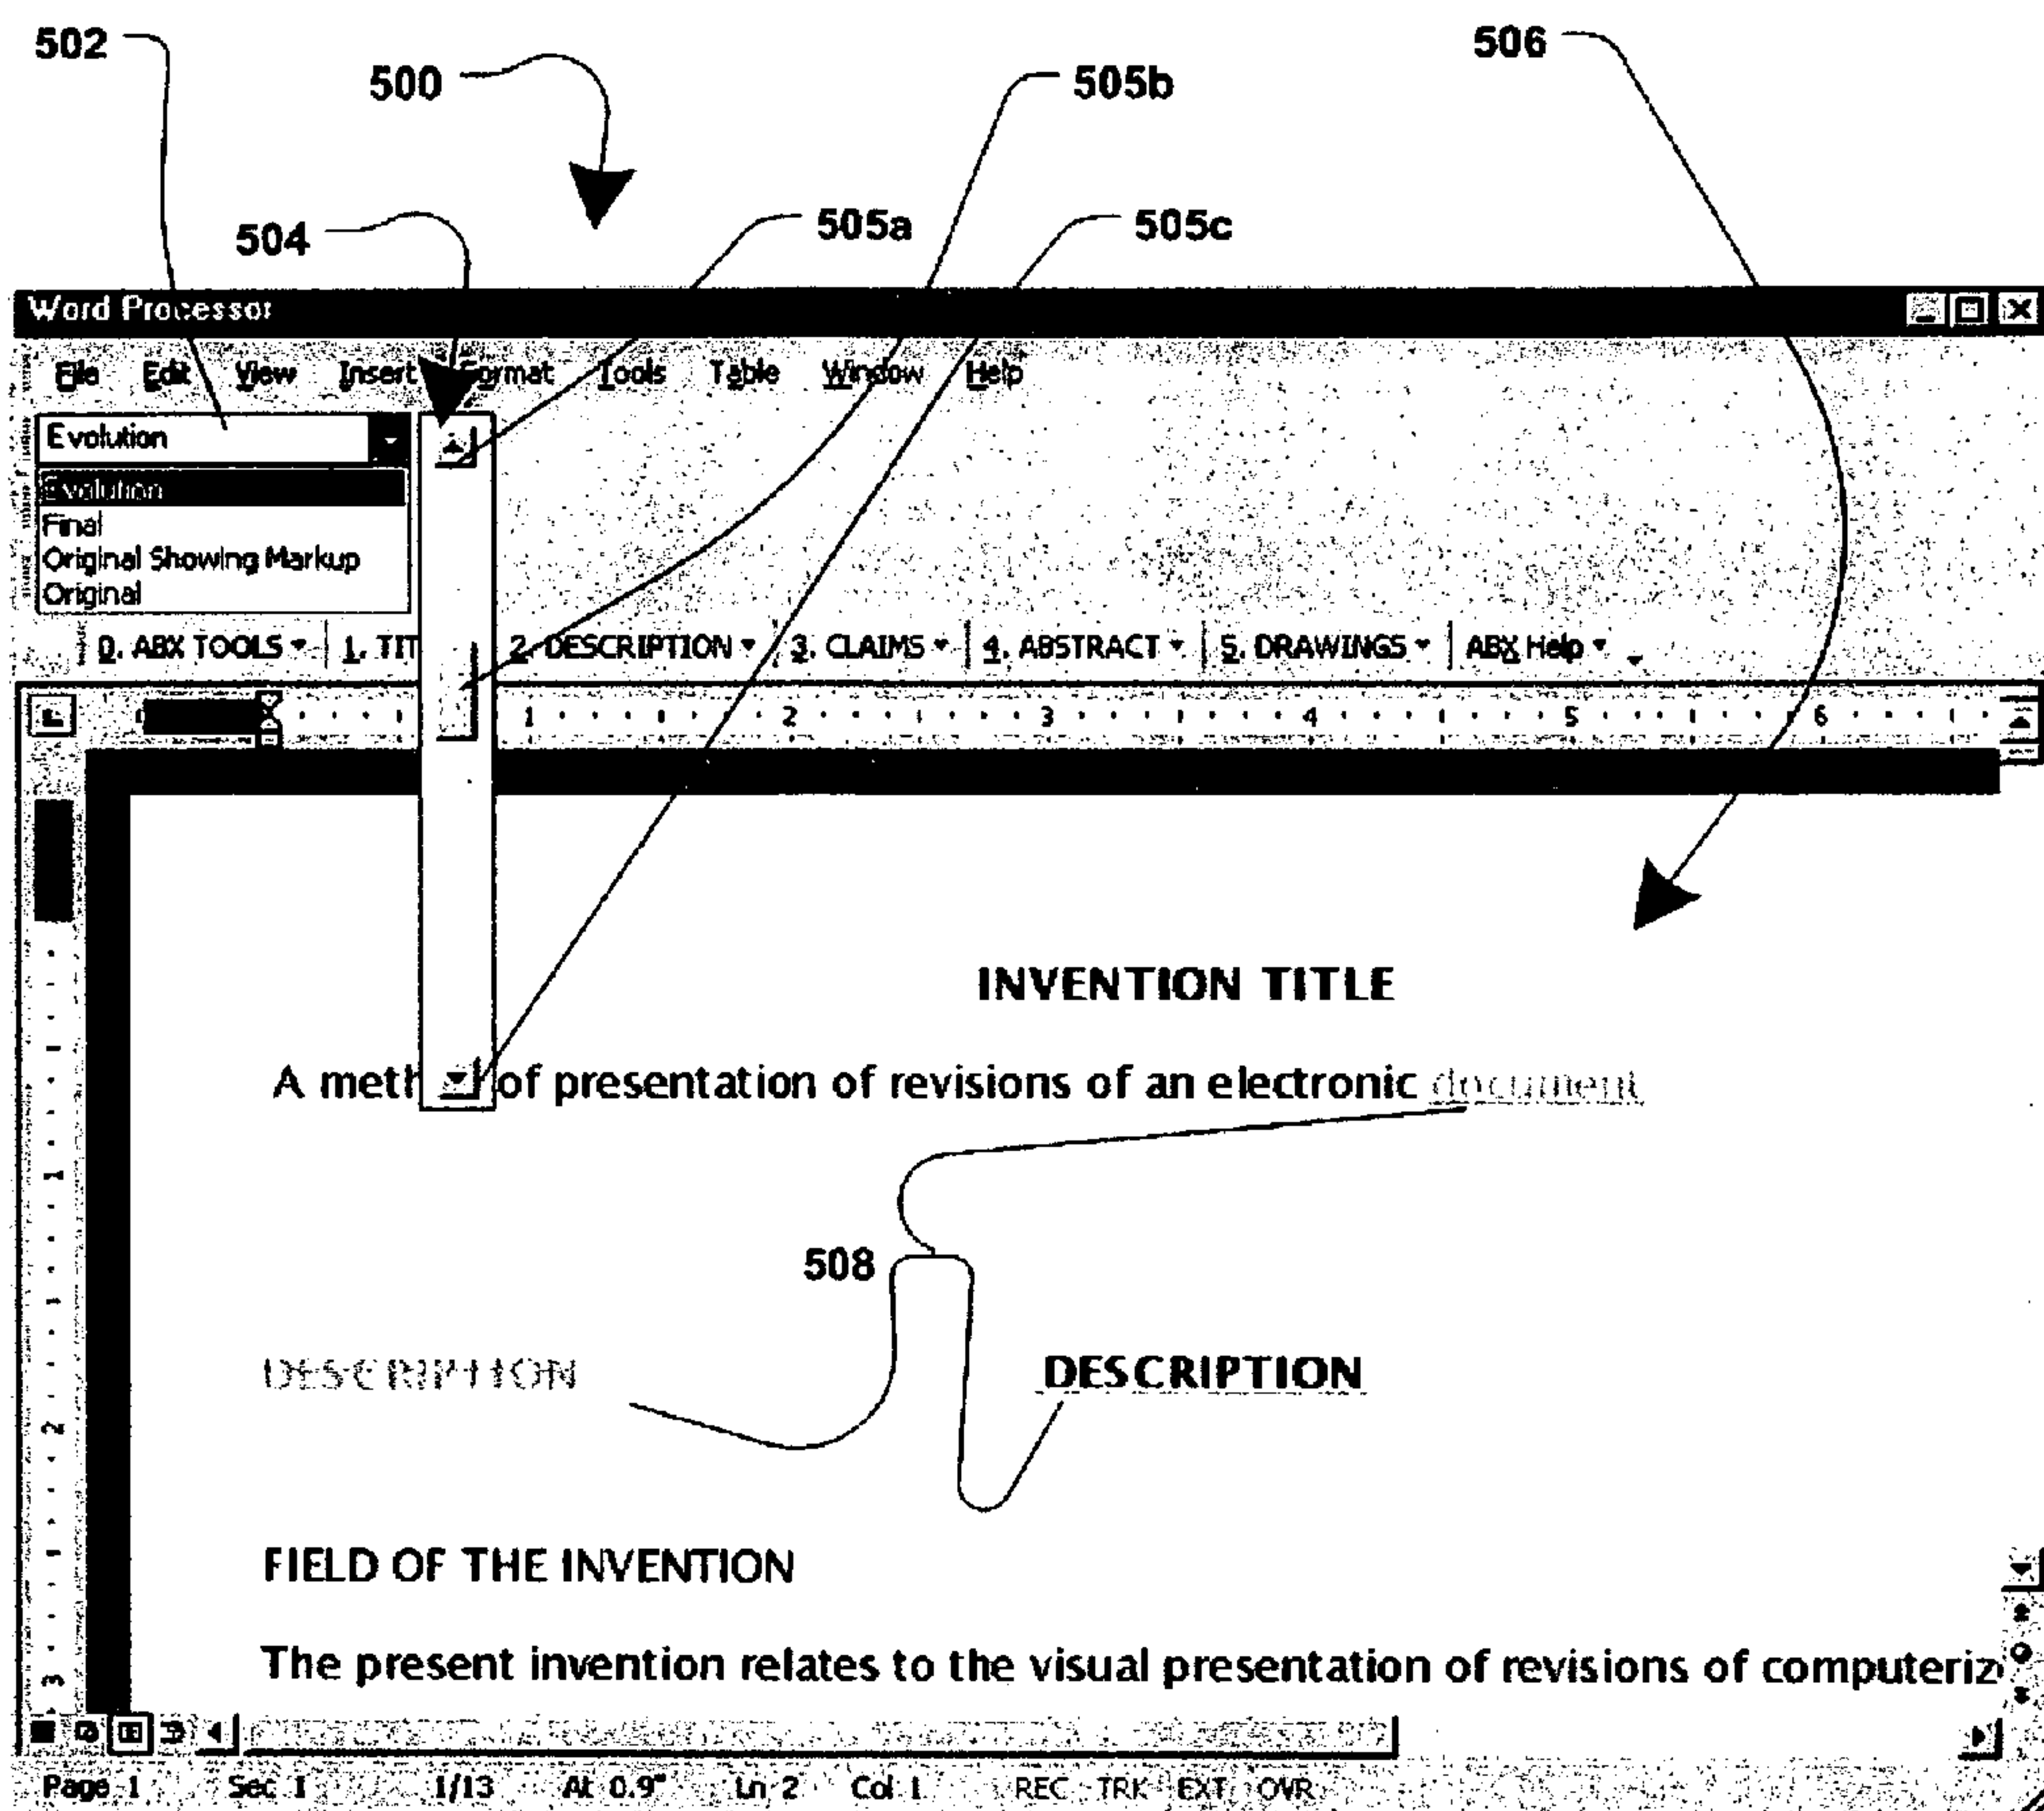 502
506
500
505b
504
505a
505c
Word Processor
File Edit View Insert Format Tools Table Window Help
Evolution
Evolution
Final
Original Showing Markup
Original
0. ABX TOOLS 1. TIT 2. DESCRIPTION 3. CLAIMS 4. ABSTRACT 5. DRAWINGS ABX Help
1 2 3 4 5 6
INVENTION TITLE
A meth of presentation of revisions of an electronic document
1
508
DESCRIPTION DESCRIPTION
2
FIELD OF THE INVENTION
The present invention relates to the visual presentation of revisions of computeriz
3
Page 1 Sec 1 1/13 At 0.9" Ln 2 Col 1 REC TRK EXT OVR